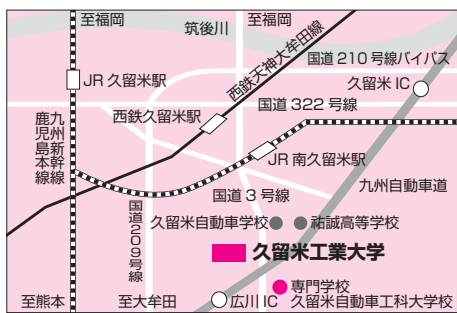 至福岡
至福岡
筑後川
国道210号線バイパス
JR久留米駅
西鉄天神大牟田線
久留米IC
西鉄久留米駅
国道322号線
九州新幹線
鹿児島本線
JR南久留米駅
九州自動車道
国道3号線
国道209号線
久留米自動車学校
祐誠高等学校
久留米工業大学
専門学校
至熊本
至大牟田
広川IC
久留米自動車工科大学校